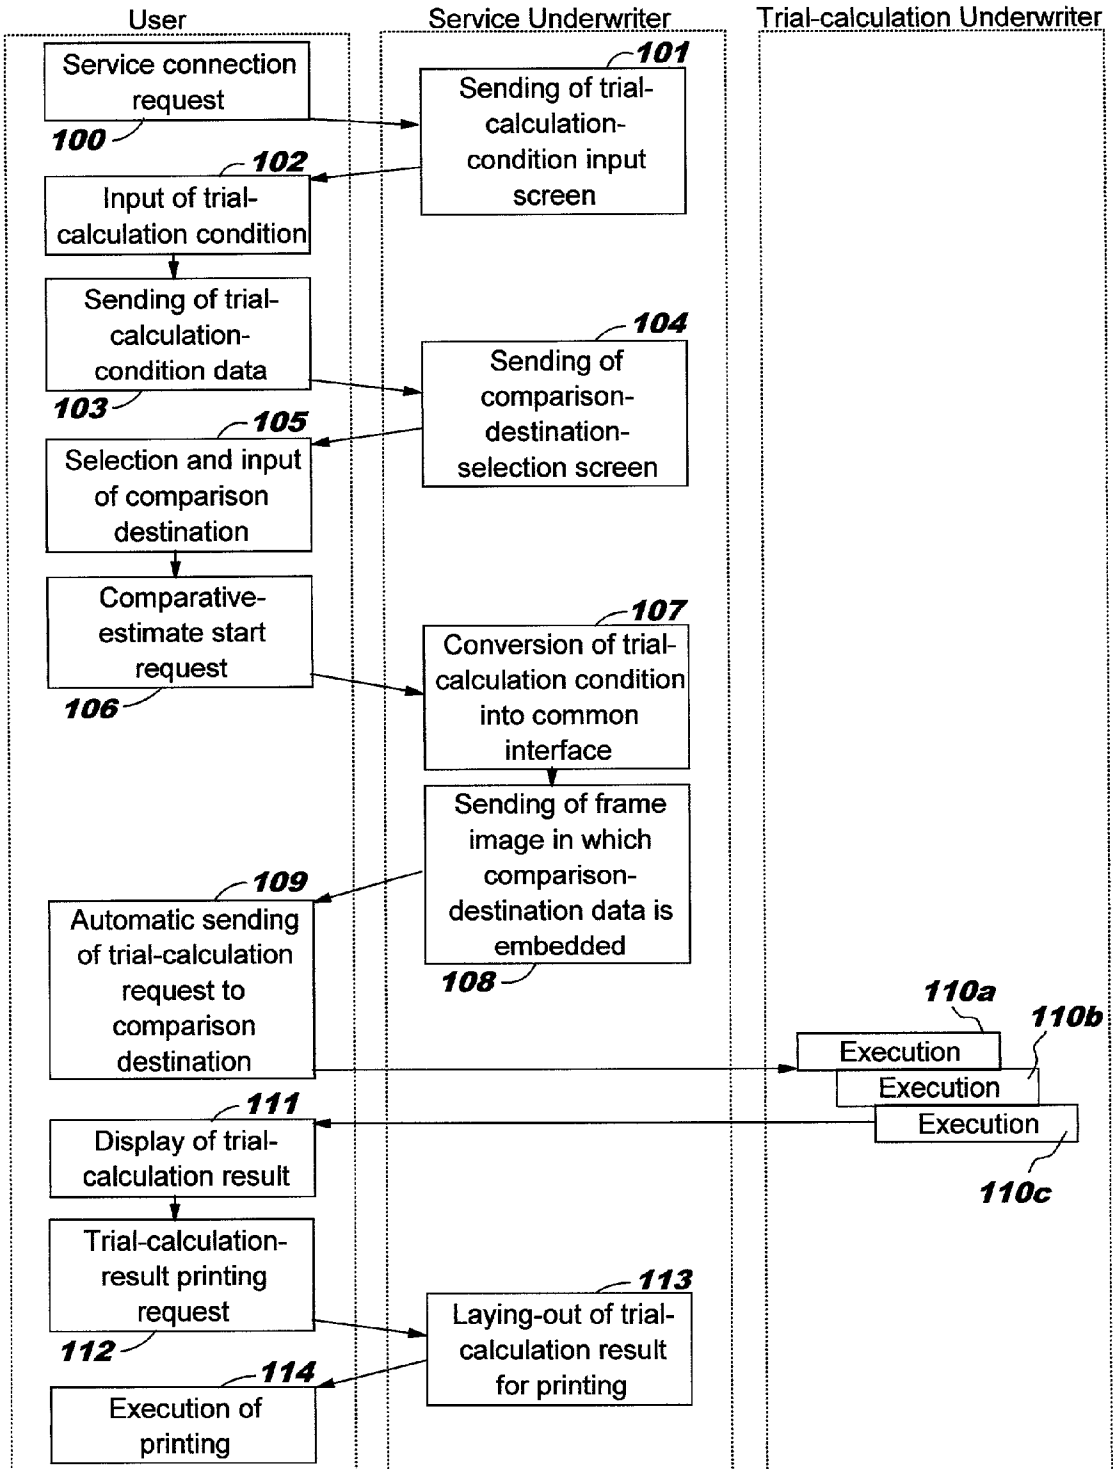 User
Service Underwriter
Trial-calculation Underwriter
Service connection
request
100
101
Sending of trial-
calculation-
condition input
screen
102
Input of trial-
calculation condition
Sending of trial-
calculation-
condition data
103
104
Sending of
comparison-
destination-
selection screen
105
Selection and input
of comparison
destination
Comparative-
estimate start
request
106
107
Conversion of trial-
calculation condition
into common
interface
Sending of frame
image in which
comparison-
destination data is
embedded
108
109
Automatic sending
of trial-calculation
request to
comparison
destination
110a
Execution
110b
Execution
Execution
110c
111
Display of trial-
calculation result
Trial-calculation-
result printing
request
112
113
Laying-out of trial-
calculation result
for printing
114
Execution of
printing